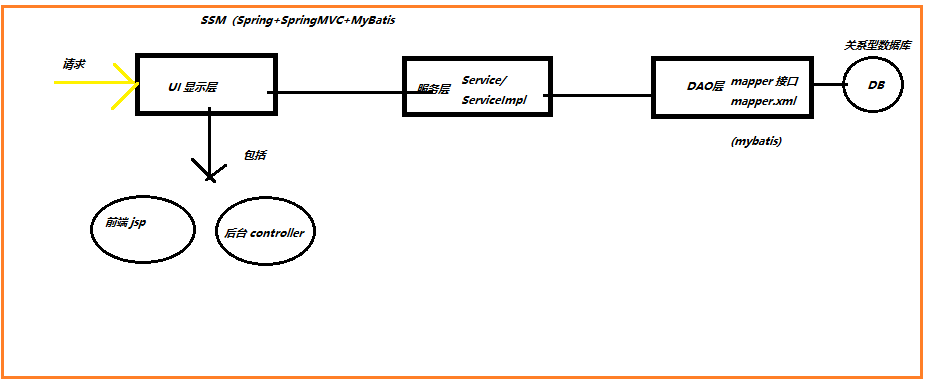 SSM（Spring+SpringMVC+MyBatis
关系型数据库
请求
UI 显示层
服务层
Service/
ServiceImpl
DAO层
mapper 接口
mapper.xml
DB
(mybatis)
包括
前端 jsp
后台 controller